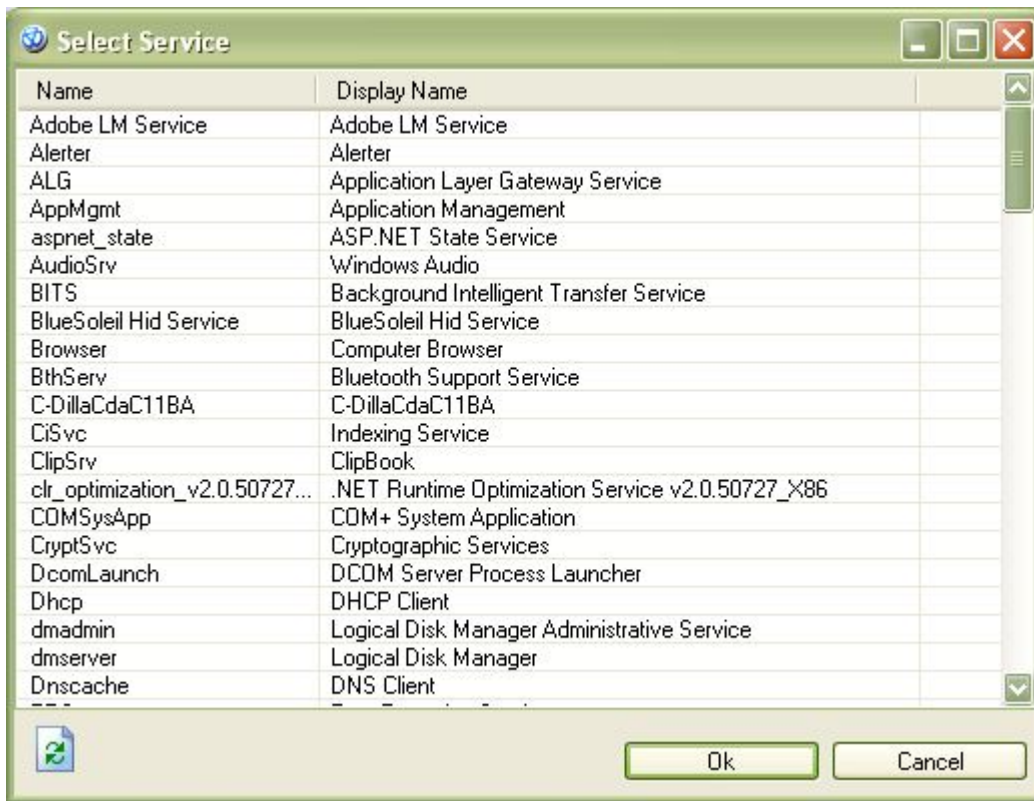 Select Service
Name Display Name
Adobe LM Service Adobe LM Service
Alerter Alerter
ALG Application Layer Gateway Service
AppMgmt Application Management
aspnet_state ASP.NET State Service
AudioSrv Windows Audio
BITS Background Intelligent Transfer Service
BlueSoleil Hid Service BlueSoleil Hid Service
Browser Computer Browser
BthServ Bluetooth Support Service
C-DillaCdaC11BA C-DillaCdaC11BA
CiSvc Indexing Service
ClipSrv ClipBook
clr_optimization_v2.0.50727... .NET Runtime Optimization Service v2.0.50727_X86
COMSysApp COM+ System Application
CryptSvc Cryptographic Services
DcomLaunch DCOM Server Process Launcher
Dhcp DHCP Client
dmadmin Logical Disk Manager Administrative Service
dmserver Logical Disk Manager
Dnscache DNS Client
Ok Cancel